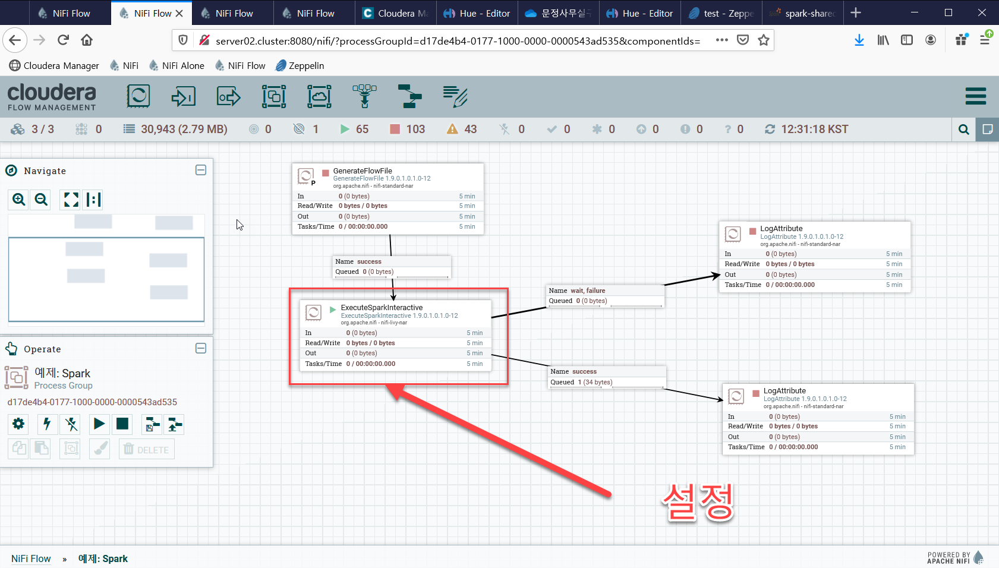 NiFi Flow
NiFi Flow
NiFi Flow
NiFi Flow
Cloudera Ma
Hue - Editor
문정사무실
Hue - Editor
test - Zeppe
spark-shared
server02.cluster:8080/nifi/?processGroupId=d17de4b4-0177-1000-0000-0000543ad535&componentIds=
Cloudera Manager
NiFi
NiFi Alone
NiFi Flow
Zeppelin
cloudera
FLOW MANAGEMENT
3 / 3
0
30,943 (2.79 MB)
0
1
65
103
43
0
0
0
0
0
0
12:31:18 KST
Navigate
Operate
예제: Spark
Process Group
d17de4b4-0177-1000-0000-0000543ad535
DELETE
P
GenerateFlowFile
GenerateFlowFile 1.9.0.1.0.1.0-12
org.apache.nifi - nifi-standard-nar
In 0 (0 bytes) 5 min
Read/Write 0 bytes / 0 bytes 5 min
Out 0 (0 bytes) 5 min
Tasks/Time 0 / 00:00:00.000 5 min
Name success
Queued 0 (0 bytes)
ExecuteSparkInteractive
ExecuteSparkInteractive 1.9.0.1.0.1.0-12
org.apache.nifi - nifi-livy-nar
In 0 (0 bytes) 5 min
Read/Write 0 bytes / 0 bytes 5 min
Out 0 (0 bytes) 5 min
Tasks/Time 0 / 00:00:00.000 5 min
Name wait, failure
Queued 0 (0 bytes)
LogAttribute
LogAttribute 1.9.0.1.0.1.0-12
org.apache.nifi - nifi-standard-nar
In 0 (0 bytes) 5 min
Read/Write 0 bytes / 0 bytes 5 min
Out 0 (0 bytes) 5 min
Tasks/Time 0 / 00:00:00.000 5 min
Name success
Queued 1 (34 bytes)
LogAttribute
LogAttribute 1.9.0.1.0.1.0-12
org.apache.nifi - nifi-standard-nar
In 0 (0 bytes) 5 min
Read/Write 0 bytes / 0 bytes 5 min
Out 0 (0 bytes) 5 min
Tasks/Time 0 / 00:00:00.000 5 min
설정
NiFi Flow » 예제: Spark
POWERED BY
APACHE NIFI